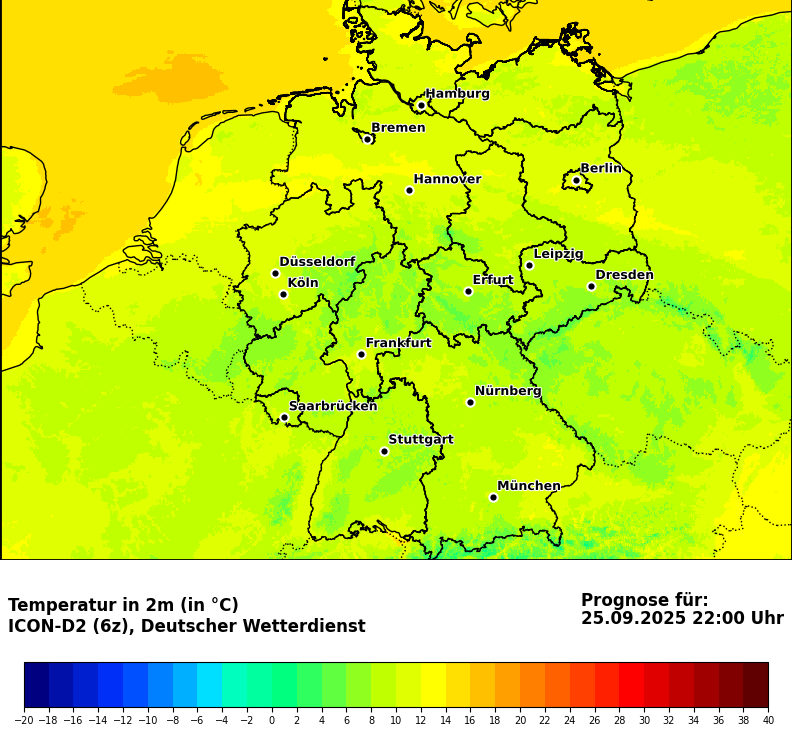 Hamburg
Bremen
Berlin
Hannover
Leipzig
Düsseldorf
Dresden
Köln
Erfurt
Frankfurt
Nürnberg
Saarbrücken
Stuttgart
München
Temperatur in 2m (in °C)
ICON-D2 (6z), Deutscher Wetterdienst
Prognose für:
25.09.2025 22:00 Uhr
−20 −18 −16 −14 −12 −10 −8 −6 −4 −2 0 2 4 6 8 10 12 14 16 18 20 22 24 26 28 30 32 34 36 38 40